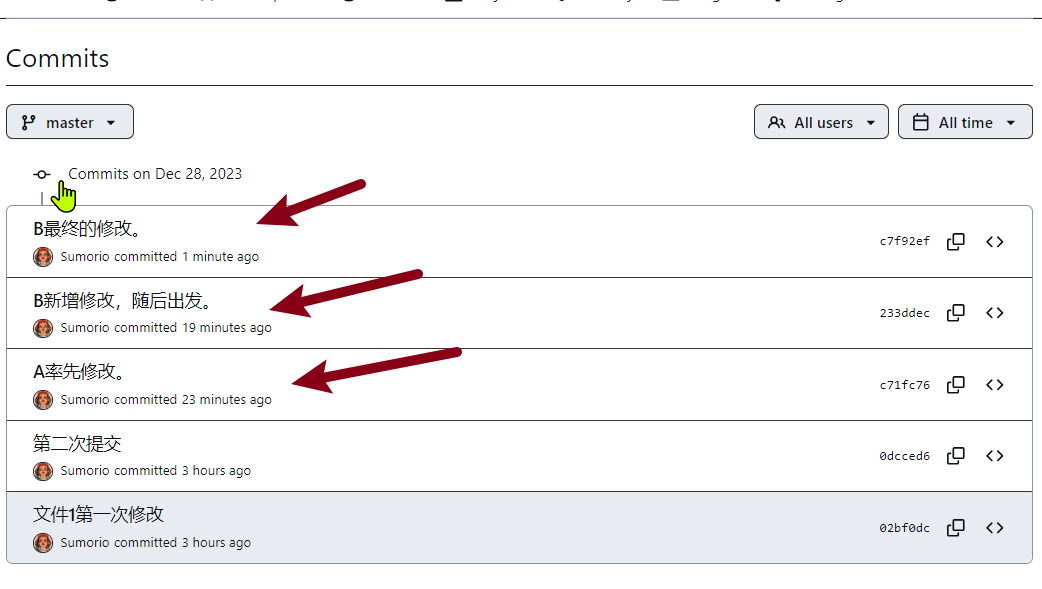 Commits
master
All users
All time
Commits on Dec 28, 2023
B最终的修改。
c7f92ef
Sumorio committed 1 minute ago
B新增修改，随后出发。
233ddec
Sumorio committed 19 minutes ago
A率先修改。
c71fc76
Sumorio committed 23 minutes ago
第二次提交
0dcced6
Sumorio committed 3 hours ago
文件1第一次修改
02bf0dc
Sumorio committed 3 hours ago